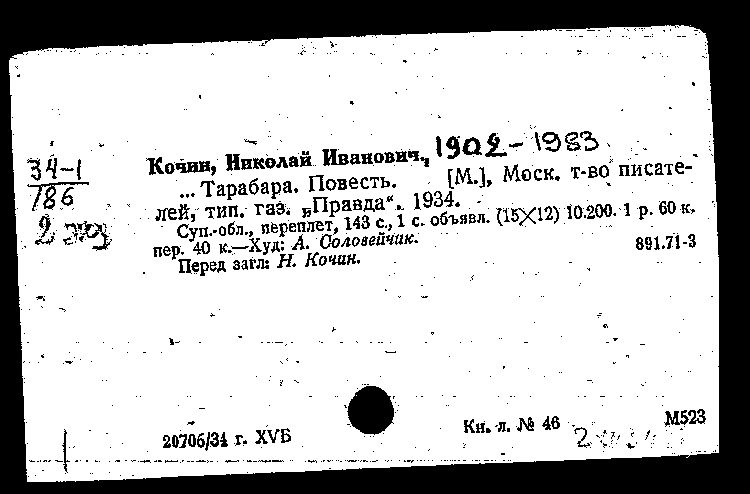 34-1
186
2 экз
Кочин, Николай Иванович, 1902-1983
... Тарабара. Повесть. [М.], Моск. т-во писате-
лей, тип. газ. „Правда“. 1934.
Суп.-обл., переплет, 143 с., 1 с. объявл. (15×12) 10.200. 1 р. 60 к.
пер. 40 к.—Худ: А. Соловейчик.
891.71-3
Перед загл: Н. Кочин.
20706/34 г. XVБ
Кн. л. № 46
М523